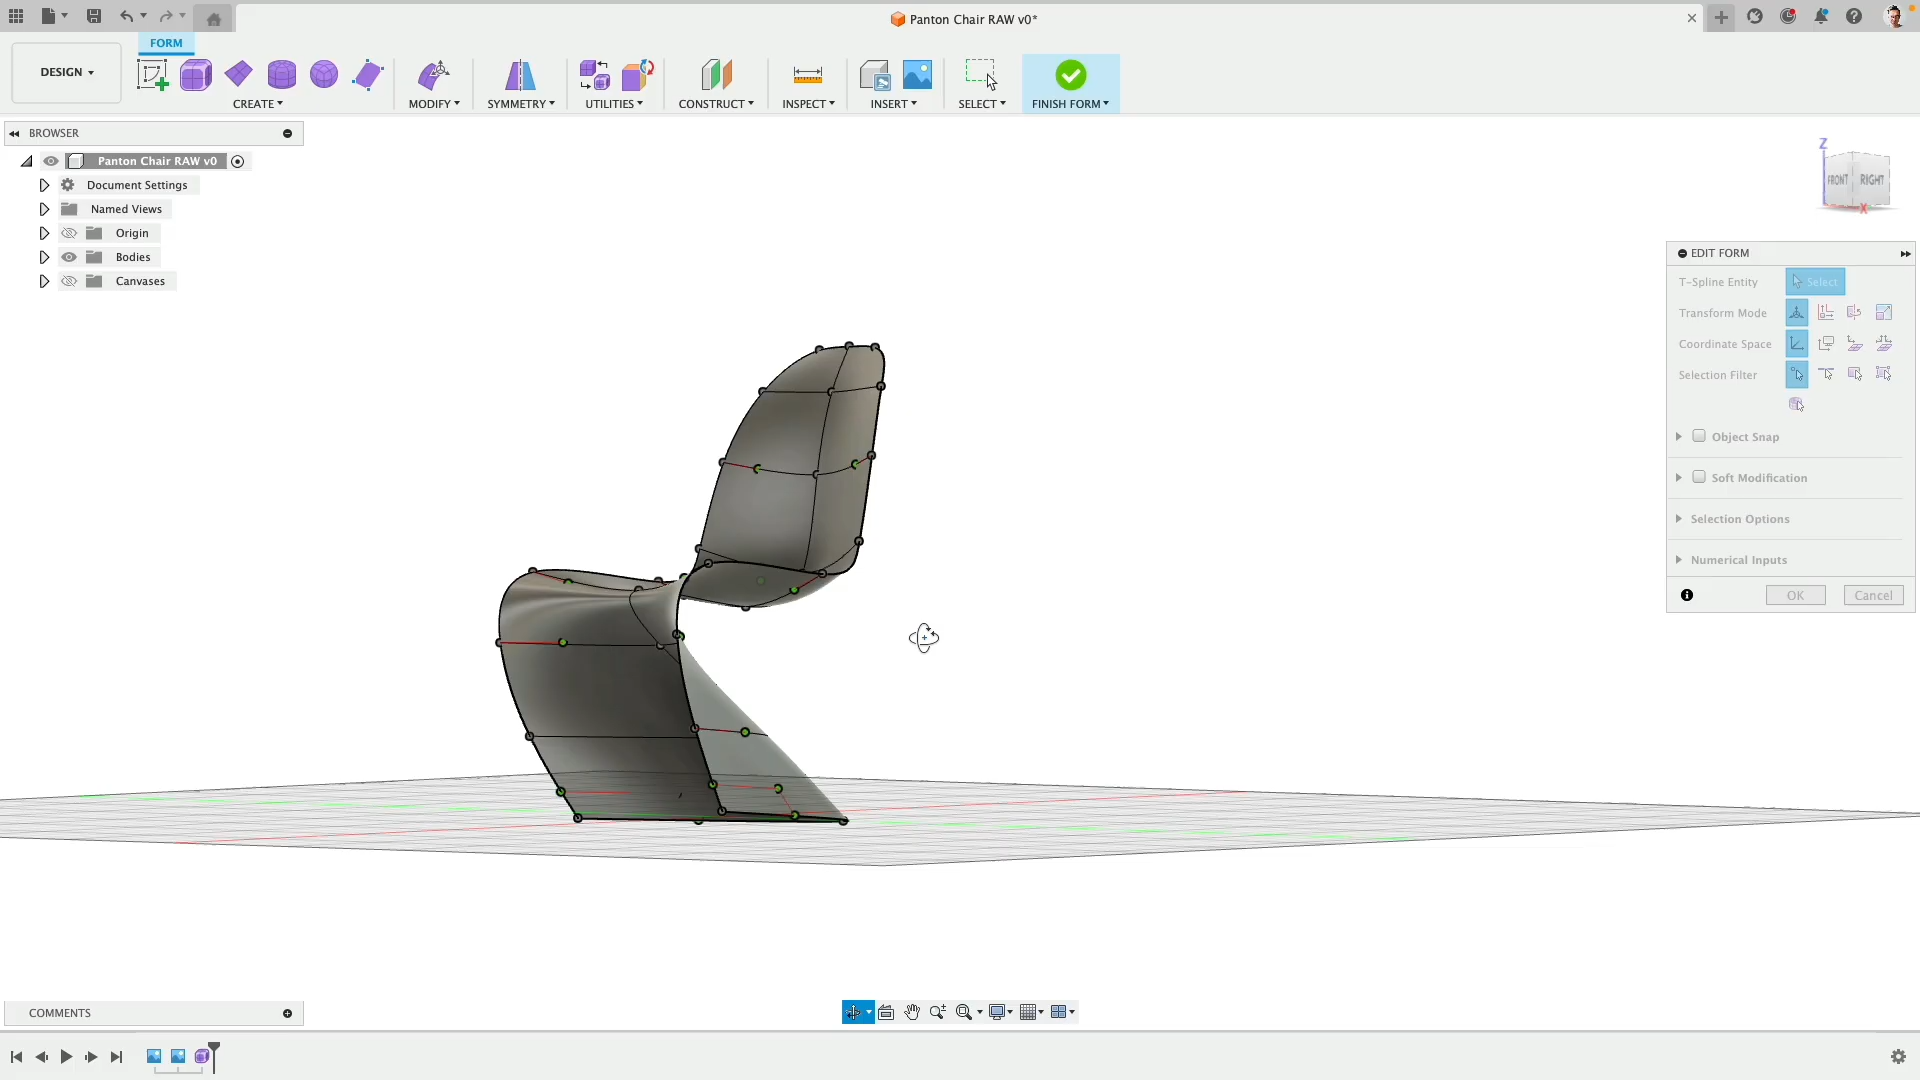 Panton Chair RAW v0*
FORM
DESIGN
CREATE
MODIFY
SYMMETRY
UTILITIES
CONSTRUCT
INSPECT
INSERT
SELECT
FINISH FORM
BROWSER
Panton Chair RAW v0
Document Settings
Named Views
Origin
Bodies
Canvases
Z
FRONT
RIGHT
X
EDIT FORM
T-Spline Entity
Select
Transform Mode
Coordinate Space
Selection Filter
Object Snap
Soft Modification
Selection Options
Numerical Inputs
OK
Cancel
COMMENTS